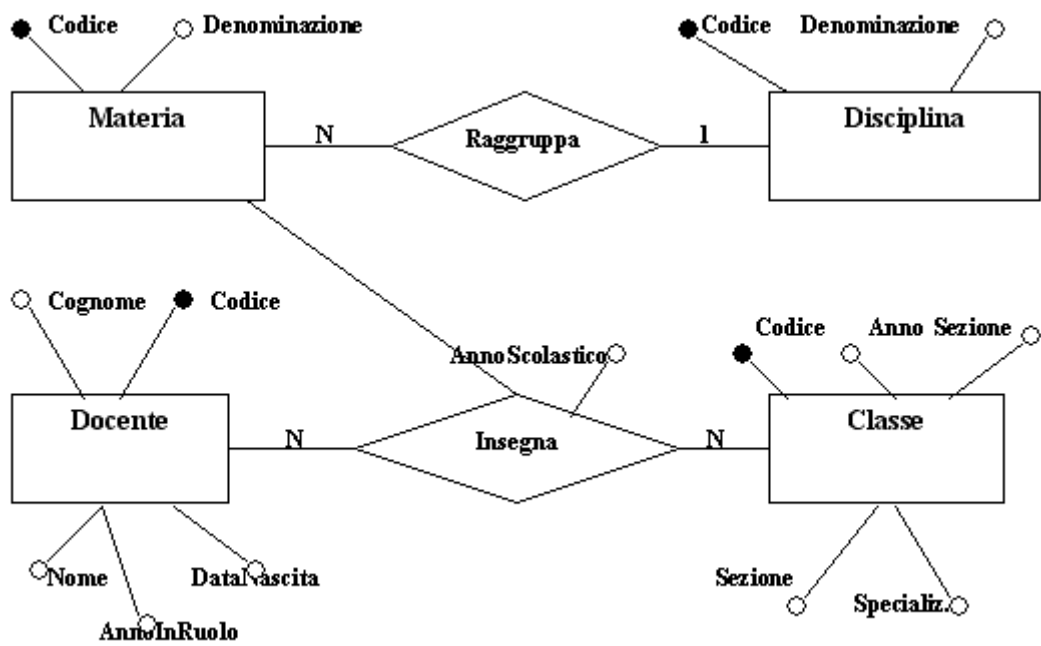 Codice Denominazione Codice Denominazione
Materia Disciplina
N Raggruppa 1
Cognome Codice Codice Anno Sezione
AnnoScolastico
Docente Classe
N Insegna N
Nome DataNascita Sezione
AnnoInRuolo Specializ.